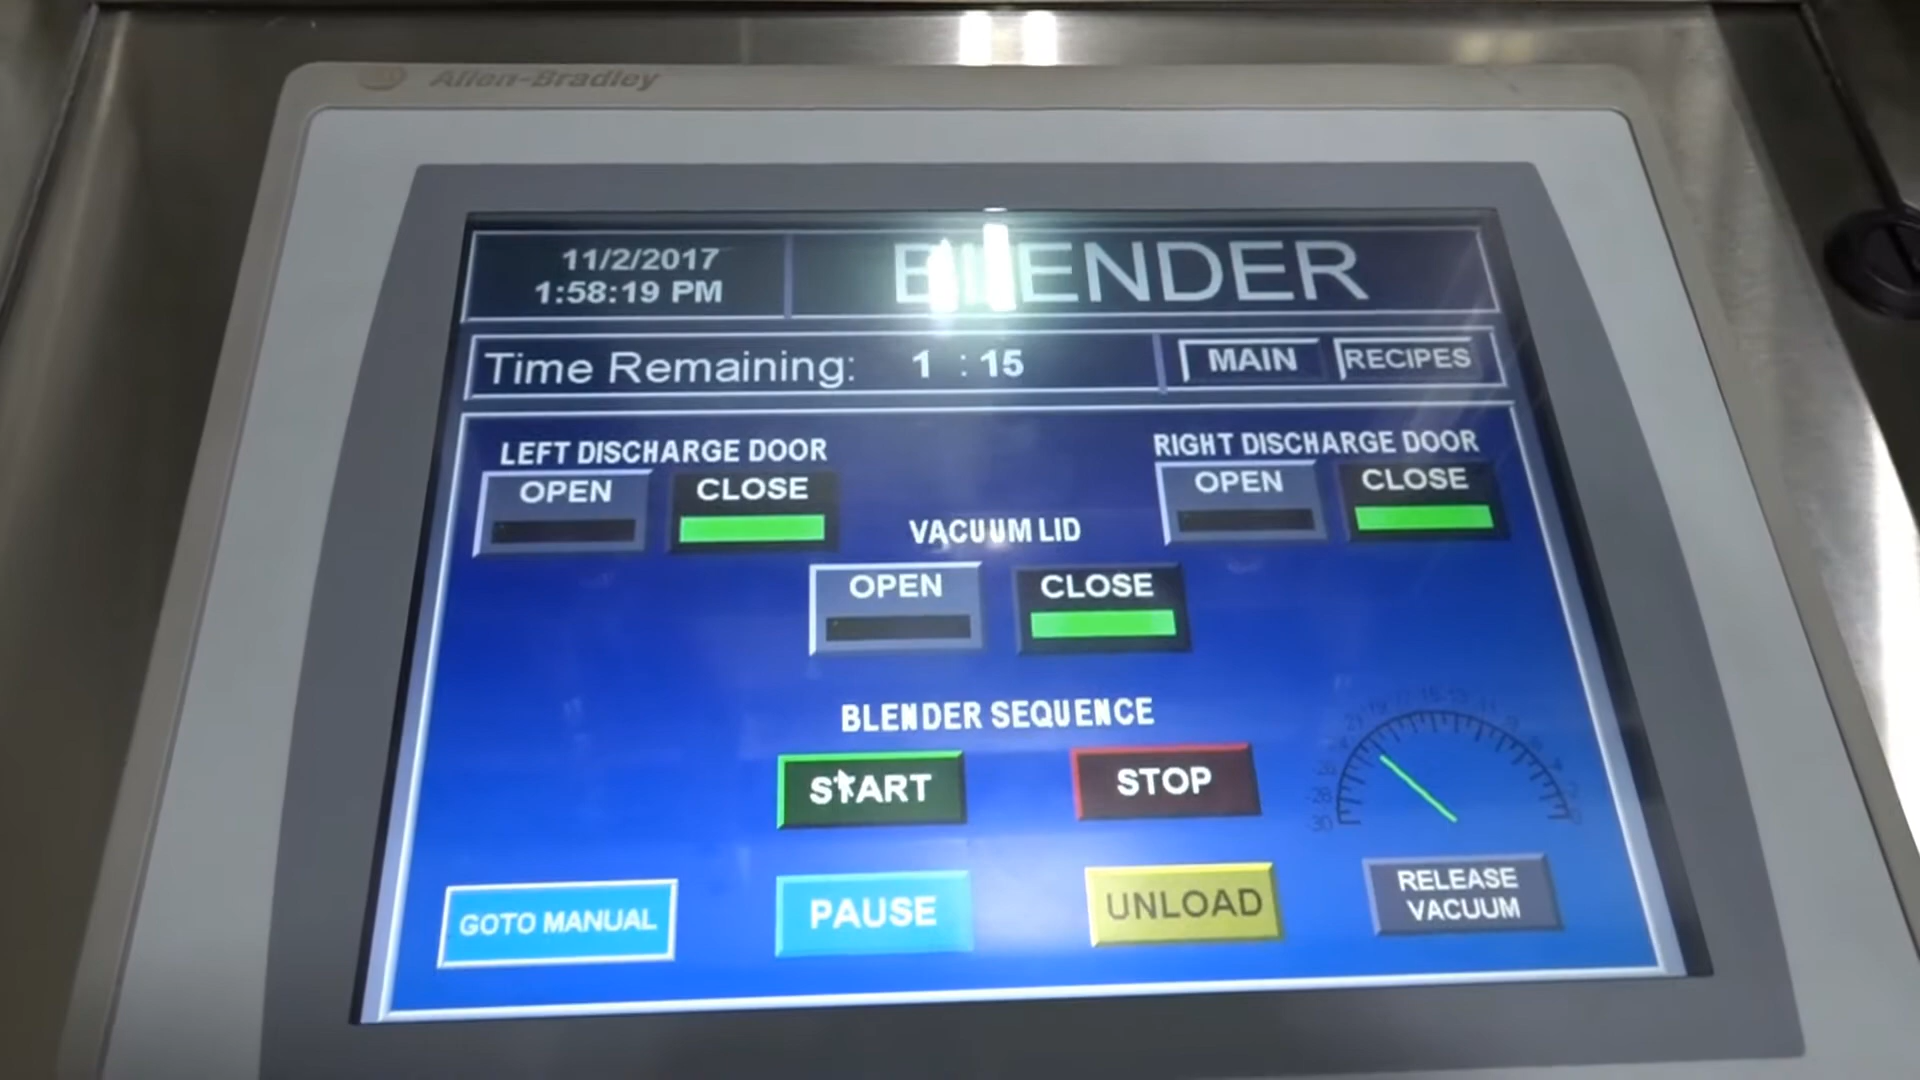 Allen-Bradley
11/2/2017
1:58:19 PM
BLENDER
Time Remaining: 1 : 15
MAIN
RECIPES
LEFT DISCHARGE DOOR
OPEN
CLOSE
RIGHT DISCHARGE DOOR
OPEN
CLOSE
VACUUM LID
OPEN
CLOSE
BLENDER SEQUENCE
START
STOP
GOTO MANUAL
PAUSE
UNLOAD
RELEASE
VACUUM